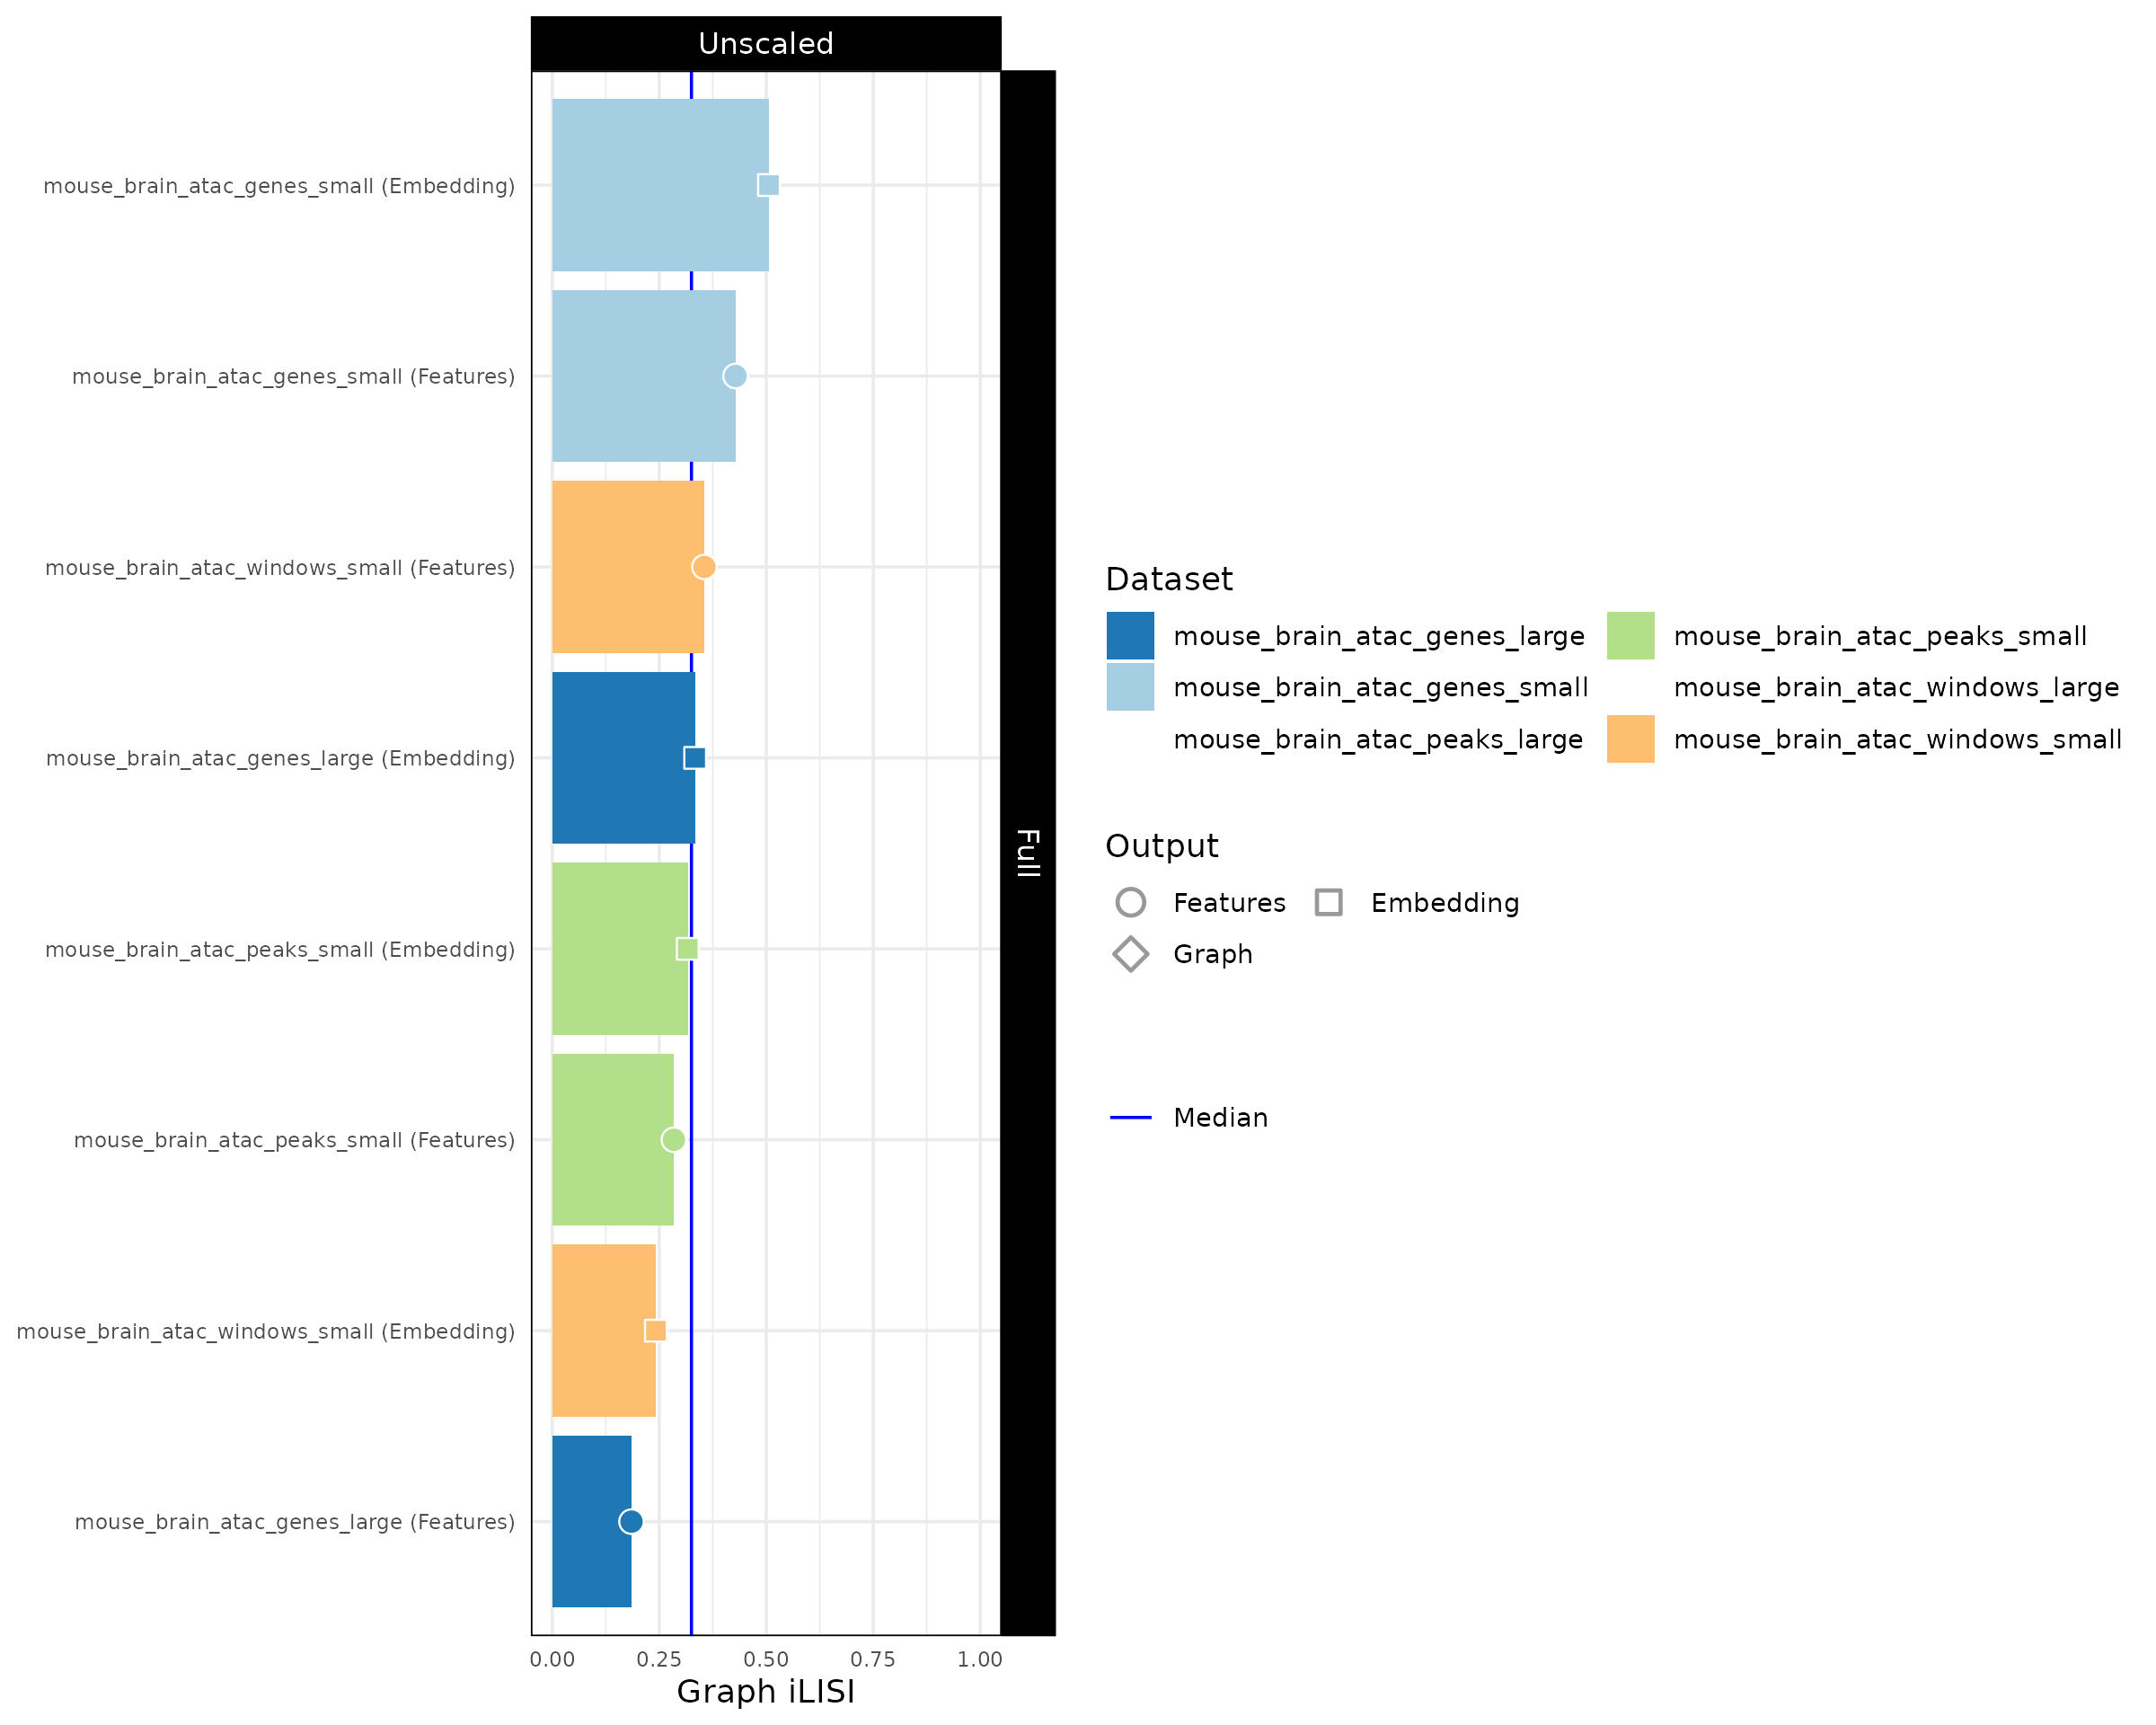 Unscaled
mouse_brain_atac_genes_small (Embedding)
mouse_brain_atac_genes_small (Features)
mouse_brain_atac_windows_small (Features)
mouse_brain_atac_genes_large (Embedding)
mouse_brain_atac_peaks_small (Embedding)
mouse_brain_atac_peaks_small (Features)
mouse_brain_atac_windows_small (Embedding)
mouse_brain_atac_genes_large (Features)
Full
0.00 0.25 0.50 0.75 1.00
Graph iLISI
Dataset
mouse_brain_atac_genes_large mouse_brain_atac_peaks_small
mouse_brain_atac_genes_small mouse_brain_atac_windows_large
mouse_brain_atac_peaks_large mouse_brain_atac_windows_small
Output
Features Embedding
Graph
Median